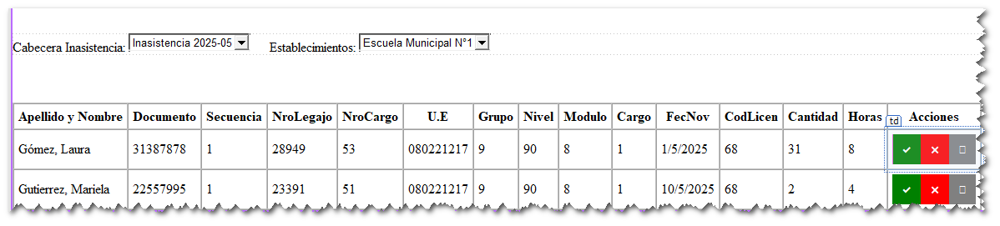 Cabecera Inasistencia: Inasistencia 2025-05 Establecimientos: Escuela Municipal N°1
td
Apellido y Nombre Documento Secuencia NroLegajo NroCargo U.E Grupo Nivel Modulo Cargo FecNov CodLicen Cantidad Horas Acciones
Gómez, Laura 31387878 1 28949 53 080221217 9 90 8 1 1/5/2025 68 31 8
Gutierrez, Mariela 22557995 1 23391 51 080221217 9 90 8 1 10/5/2025 68 2 4